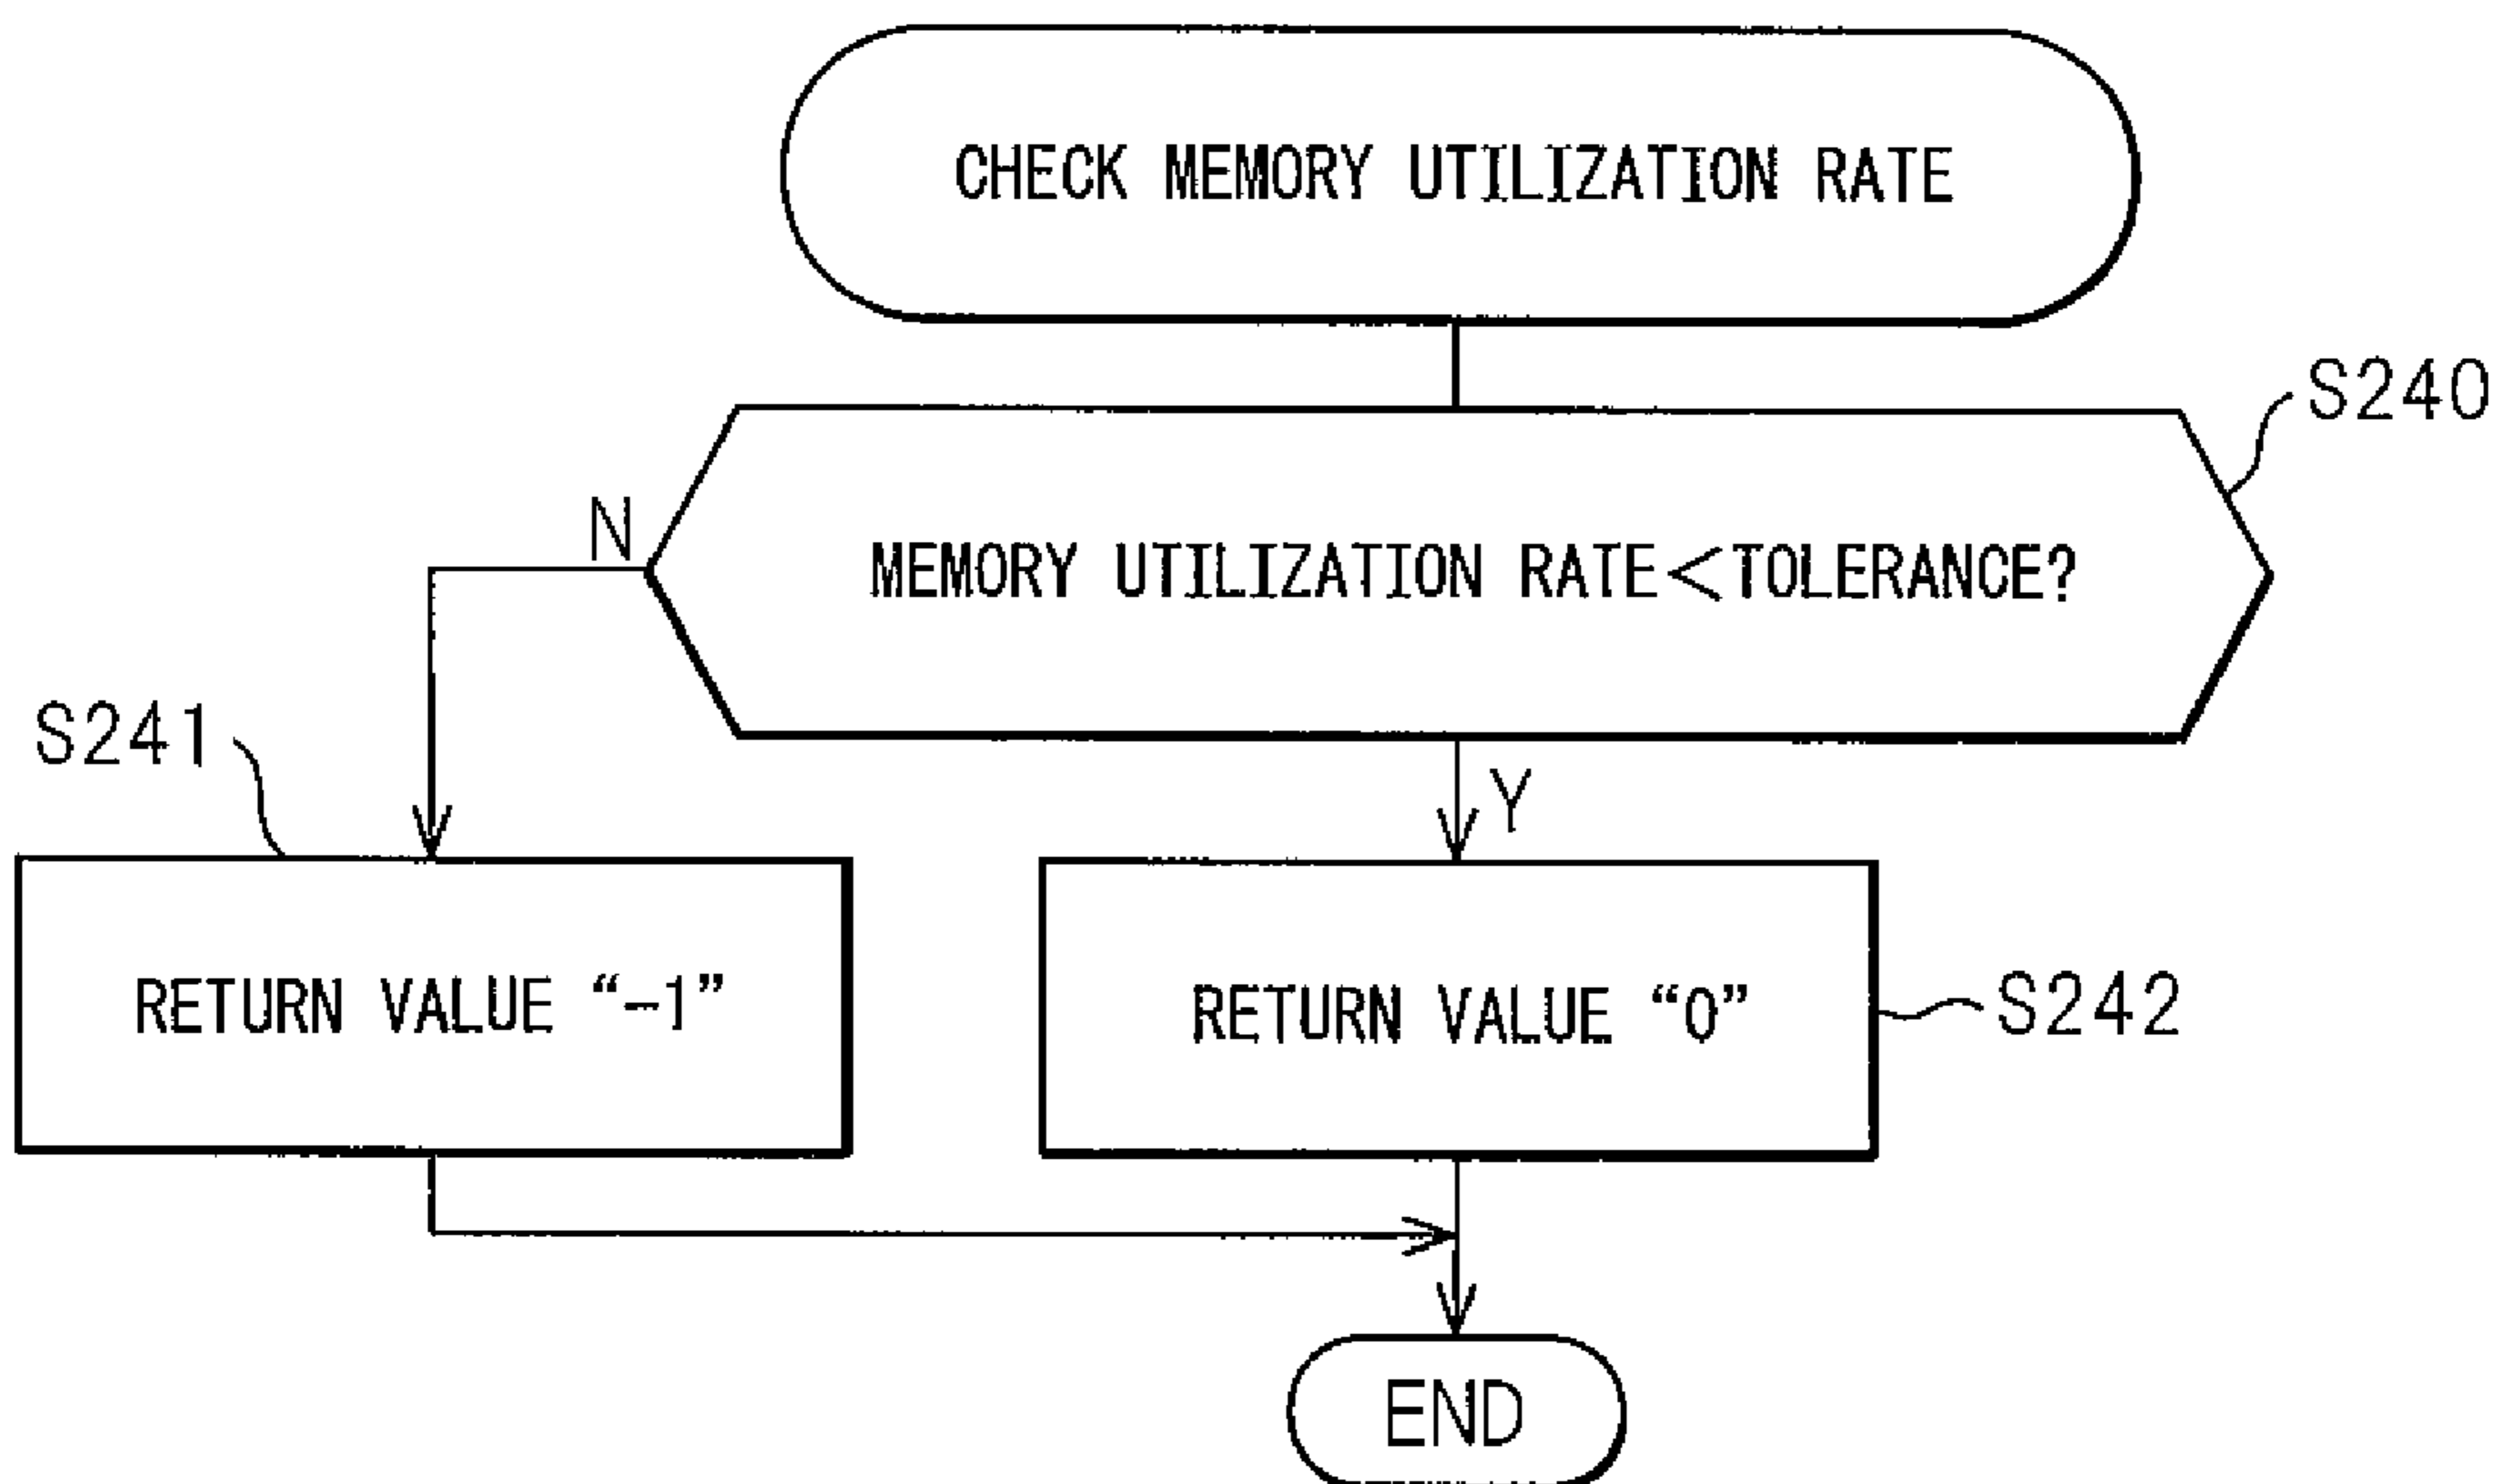 CHECK MEMORY UTILIZATION RATE
S240
N
MEMORY UTILIZATION RATE<TOLERANCE?
S241
Y
RETURN VALUE “-1”
RETURN VALUE “0”
S242
END